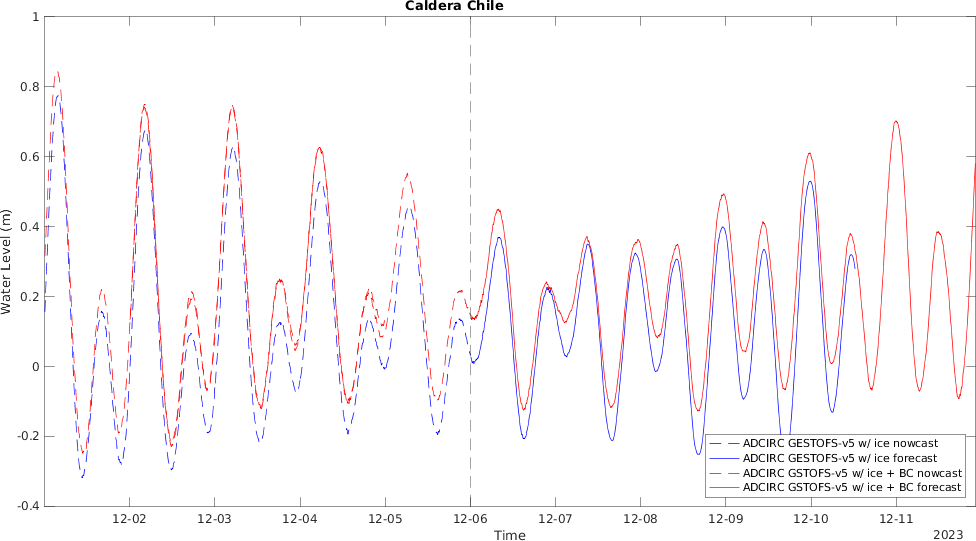 Caldera Chile
1
0.8
0.6
0.4
0.2
0
-0.2
-0.4
Water Level (m)
12-02 12-03 12-04 12-05 12-06 12-07 12-08 12-09 12-10 12-11
Time
2023
ADCIRC GESTOFS-v5 w/ ice nowcast
ADCIRC GESTOFS-v5 w/ ice forecast
ADCIRC GSTOFS-v5 w/ ice + BC nowcast
ADCIRC GSTOFS-v5 w/ ice + BC forecast